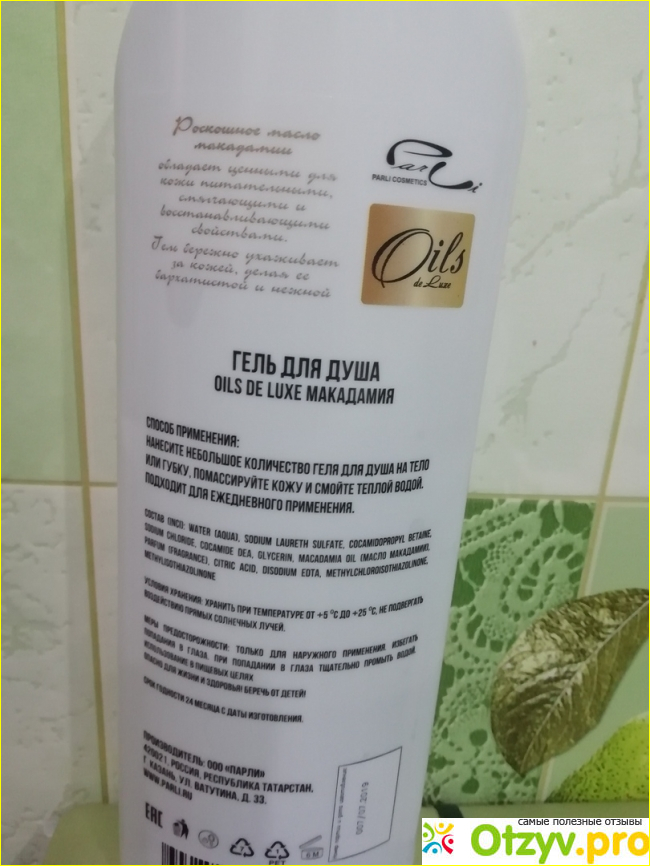 Роскошное масло
макадамии
обладает ценными для
кожи питательными,
смягчающими и
восстанавливающими
свойствами.
Гель бережно ухаживает
за кожей, делая ее
бархатистой и нежной
Parli
PARLI COSMETICS
Oils
de Luxe
ГЕЛЬ ДЛЯ ДУША
OILS DE LUXE МАКАДАМИЯ
СПОСОБ ПРИМЕНЕНИЯ:
НАНЕСИТЕ НЕБОЛЬШОЕ КОЛИЧЕСТВО ГЕЛЯ ДЛЯ ДУША НА ТЕЛО
ИЛИ ГУБКУ, ПОМАССИРУЙТЕ КОЖУ И СМОЙТЕ ТЕПЛОЙ ВОДОЙ.
ПОДХОДИТ ДЛЯ ЕЖЕДНЕВНОГО ПРИМЕНЕНИЯ.
СОСТАВ (INCI): WATER (AQUA), SODIUM LAURETH SULFATE, COCAMIDOPROPYL BETAINE,
SODIUM CHLORIDE, COCAMIDE DEA, GLYCERIN, MACADAMIA OIL (МАСЛО МАКАДАМИИ),
PARFUM (FRAGRANCE), CITRIC ACID, DISODIUM EDTA, METHYLCHLOROISOTHIAZOLINONE,
METHYLISOTHIAZOLINONE
УСЛОВИЯ ХРАНЕНИЯ: ХРАНИТЬ ПРИ ТЕМПЕРАТУРЕ ОТ +5 °C ДО +25 °C. НЕ ПОДВЕРГАТЬ
ВОЗДЕЙСТВИЮ ПРЯМЫХ СОЛНЕЧНЫХ ЛУЧЕЙ.
МЕРЫ ПРЕДОСТОРОЖНОСТИ: ТОЛЬКО ДЛЯ НАРУЖНОГО ПРИМЕНЕНИЯ. ИЗБЕГАТЬ
ПОПАДАНИЯ В ГЛАЗА. ПРИ ПОПАДАНИИ В ГЛАЗА ТЩАТЕЛЬНО ПРОМЫТЬ ВОДОЙ.
ИСПОЛЬЗОВАНИЕ В ПИЩЕВЫХ ЦЕЛЯХ
ОПАСНО ДЛЯ ЖИЗНИ И ЗДОРОВЬЯ! БЕРЕЧЬ ОТ ДЕТЕЙ!
СРОК ГОДНОСТИ 24 МЕСЯЦА С ДАТЫ ИЗГОТОВЛЕНИЯ.
ПРОИЗВОДИТЕЛЬ: ООО «ПАРЛИ»
420021, РОССИЯ, РЕСПУБЛИКА ТАТАРСТАН,
Г. КАЗАНЬ, УЛ. ВАТУТИНА, Д. 33.
WWW.PARLI.RU
007/07.2019
EAC
PET
самые полезные отзывы
Otzyv.pro